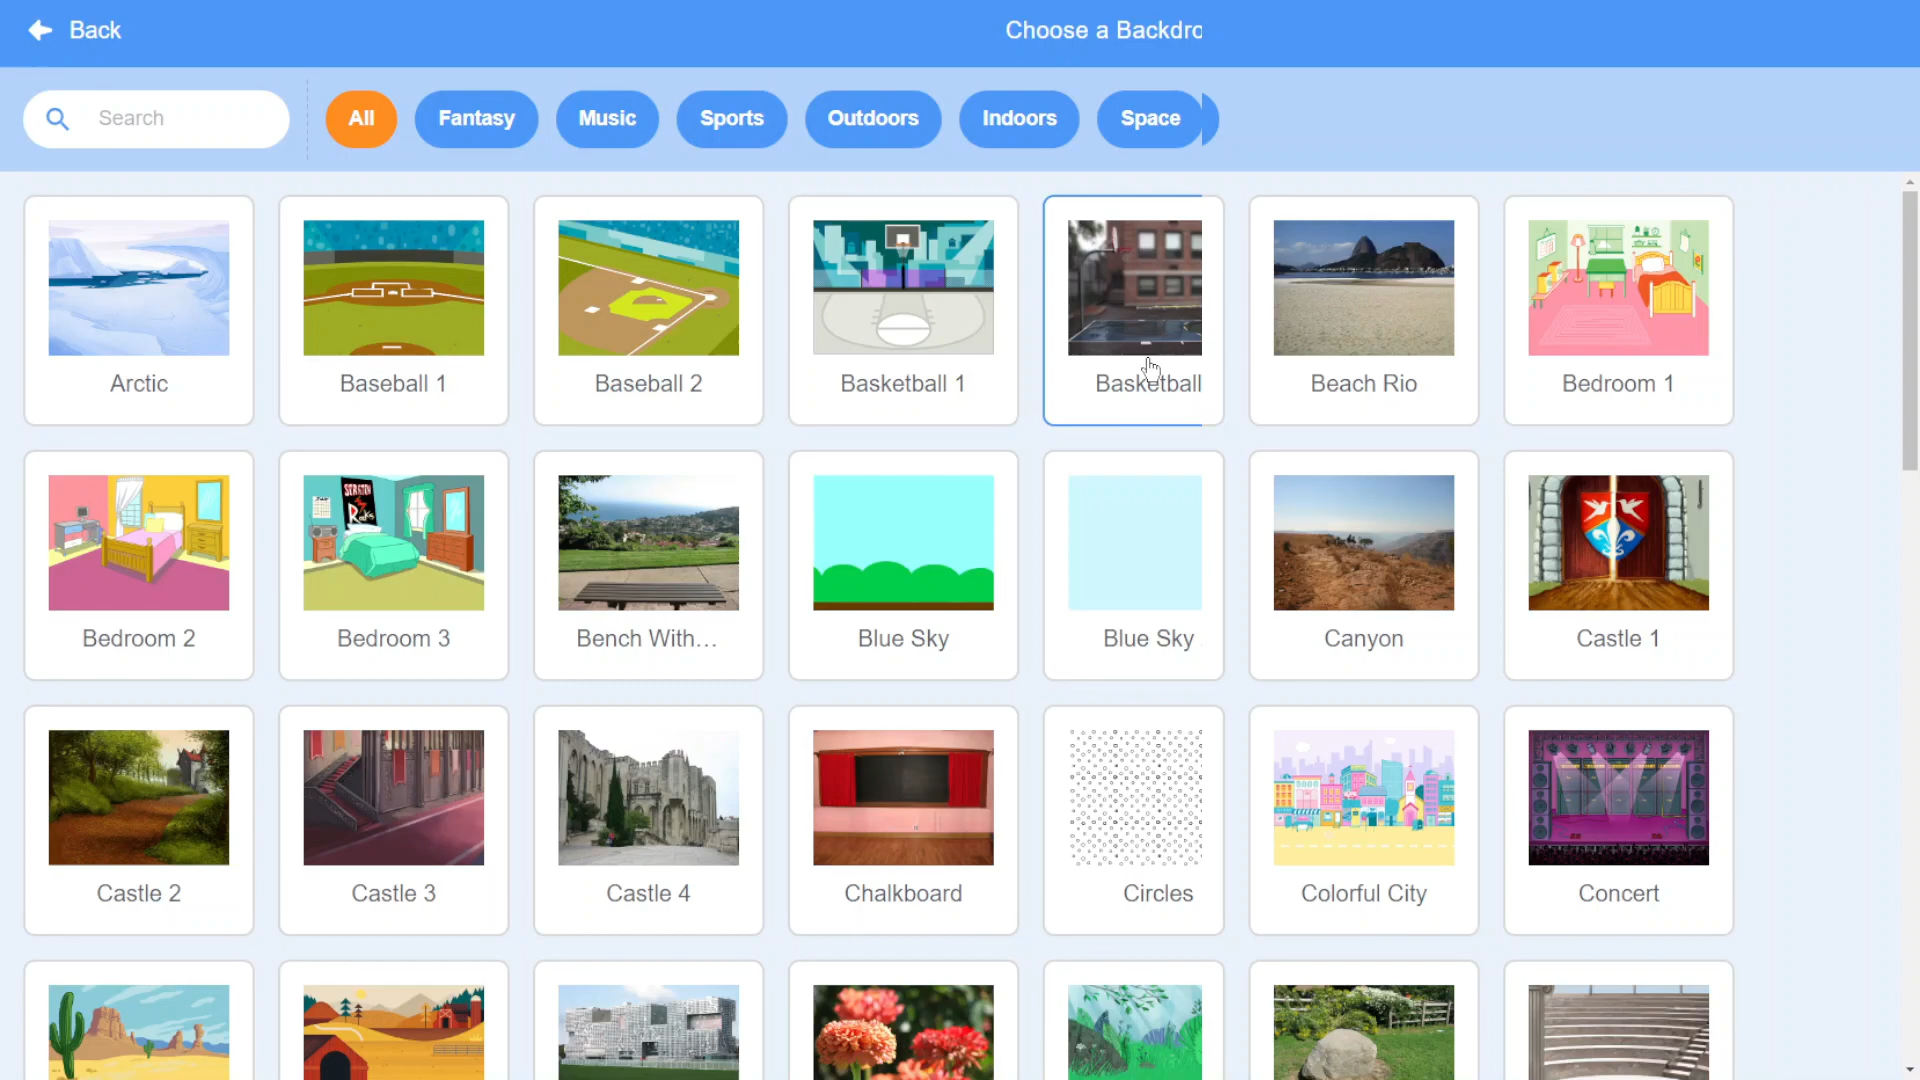 Back
Choose a Backdro
Search
All
Fantasy
Music
Sports
Outdoors
Indoors
Space
Arctic
Baseball 1
Baseball 2
Basketball 1
Basketball
Beach Rio
Bedroom 1
SCRATCH
Rocks
Bedroom 2
Bedroom 3
Bench With...
Blue Sky
Blue Sky
Canyon
Castle 1
Castle 2
Castle 3
Castle 4
Chalkboard
Circles
Colorful City
Concert